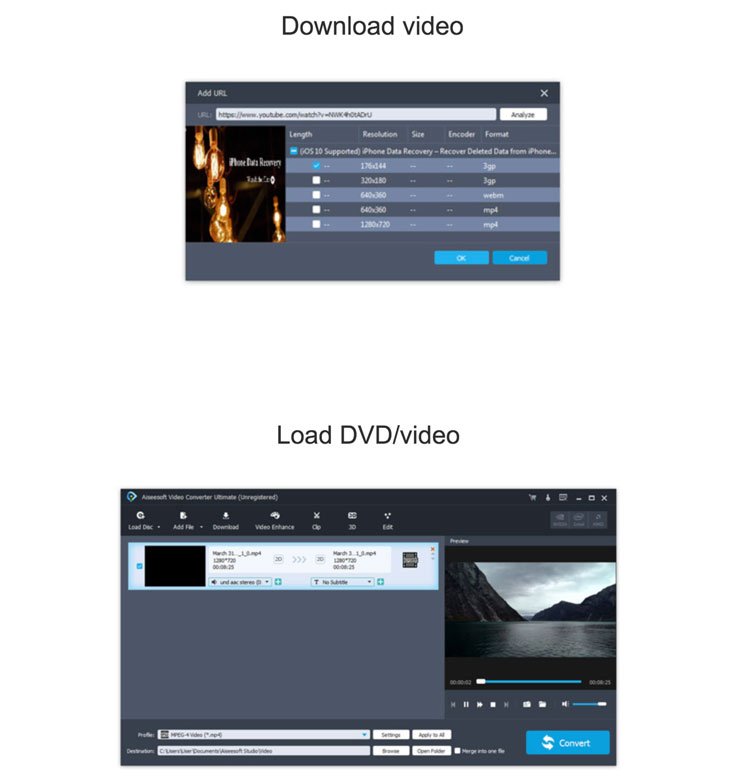 Download video
Add URL
URL: https://www.youtube.com/watch?v=NWK4h0tADrU Analyze
Length Resolution Size Encoder Format
(iOS 10 Supported) iPhone Data Recovery – Recover Deleted Data from iPhone...
iPhone Data Recovery
-- 176x144 -- -- 3gp
-- 320x180 -- -- 3gp
-- 640x360 -- -- webm
-- 640x360 -- -- mp4
-- 1280x720 -- -- mp4
OK Cancel
Load DVD/video
Aiseesoft Video Converter Ultimate (Unregistered)
Load Disc Add File Download Video Enhance Clip 3D Edit
NVIDIA intel AMD
Preview
March 31..._1_0.mp4 2D 2D March 3..1_0.mp4
1280*720 1280*720
00:08:25 00:08:25
und aac stereo (D T No Subtitle
00:00:02 00:08:25
Profile: MPEG-4 Video (*.mp4) Settings Apply to All
Convert
Destination: C:\Users\User\Documents\Aiseesoft Studio\Video Browse Open Folder Merge into one file